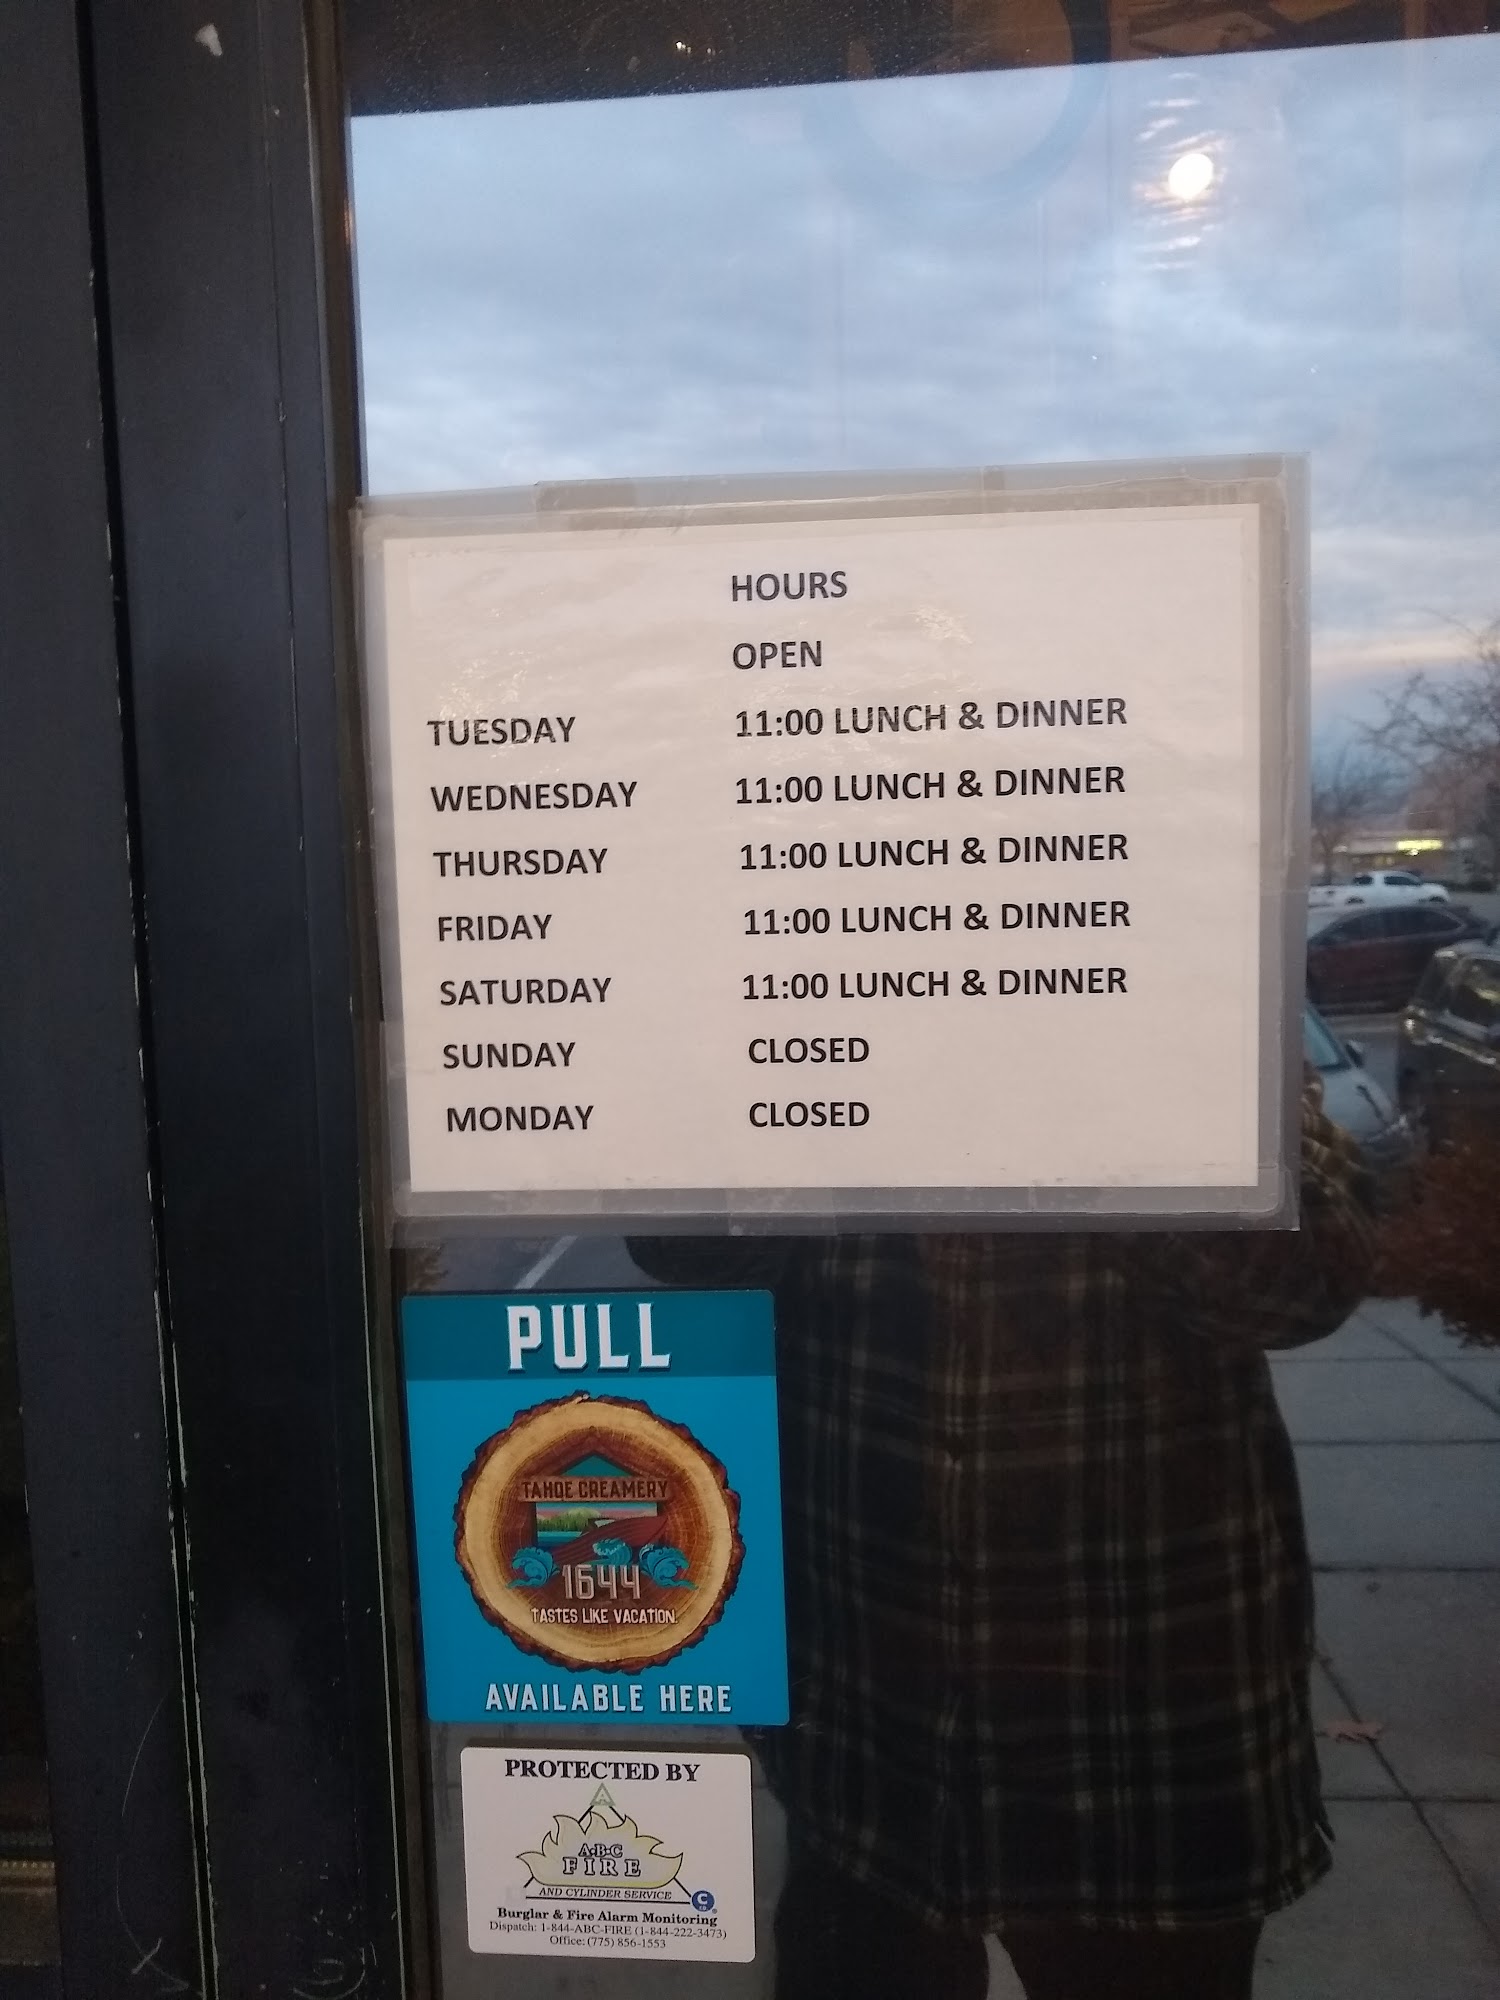 HOURS
OPEN
TUESDAY 11:00 LUNCH & DINNER
WEDNESDAY 11:00 LUNCH & DINNER
THURSDAY 11:00 LUNCH & DINNER
FRIDAY 11:00 LUNCH & DINNER
SATURDAY 11:00 LUNCH & DINNER
SUNDAY CLOSED
MONDAY CLOSED
PULL
TAHOE CREAMERY
1644
TASTES LIKE VACATION.
AVAILABLE HERE
PROTECTED BY
A·B·C
FIRE
AND CYLINDER SERVICE
Burglar & Fire Alarm Monitoring
Dispatch: 1-844-ABC-FIRE (1-844-222-3473)
Office: (775) 856-1553